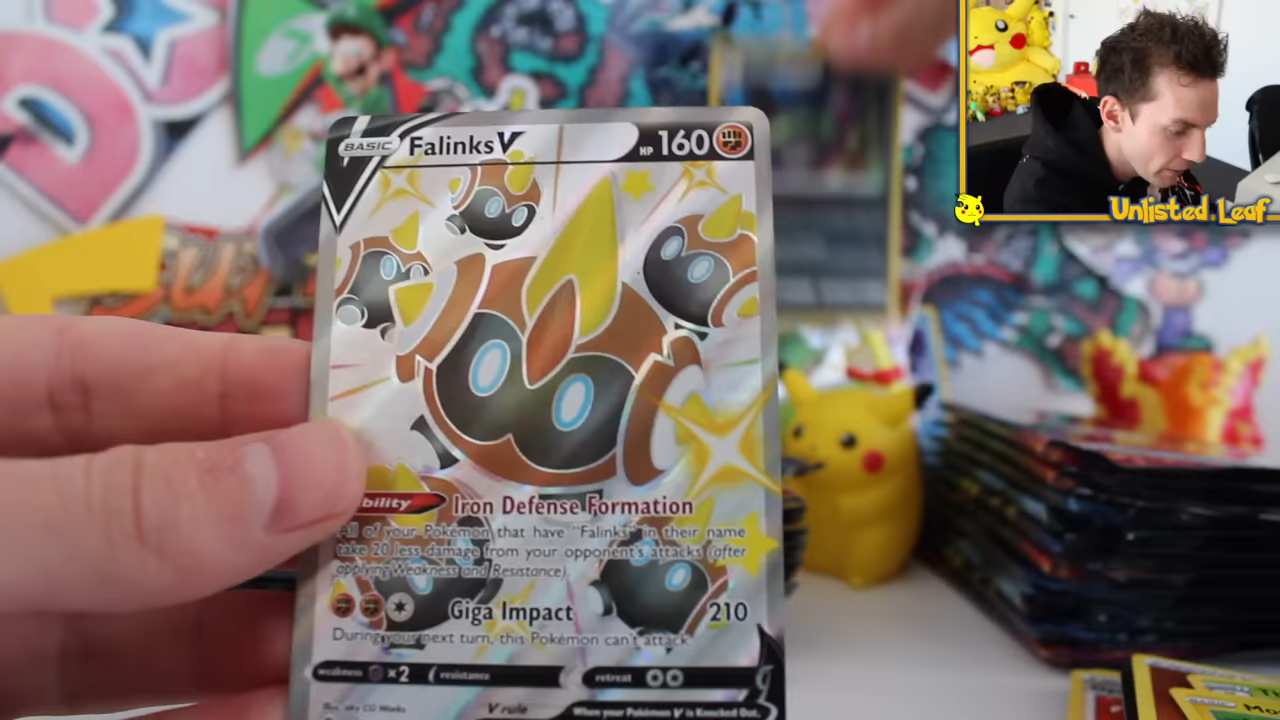 BASIC Falinks V HP 160
Unlisted Leaf
bility Iron Defense Formation
All of your Pokémon that have "Falinks" in their name
take 20 less damage from your opponent's attacks (after
applying Weakness and Resistance).
Giga Impact 210
During your next turn, this Pokémon can't attack.
weakness ×2 resistance retreat
V rule When your Pokémon V is Knocked Out,